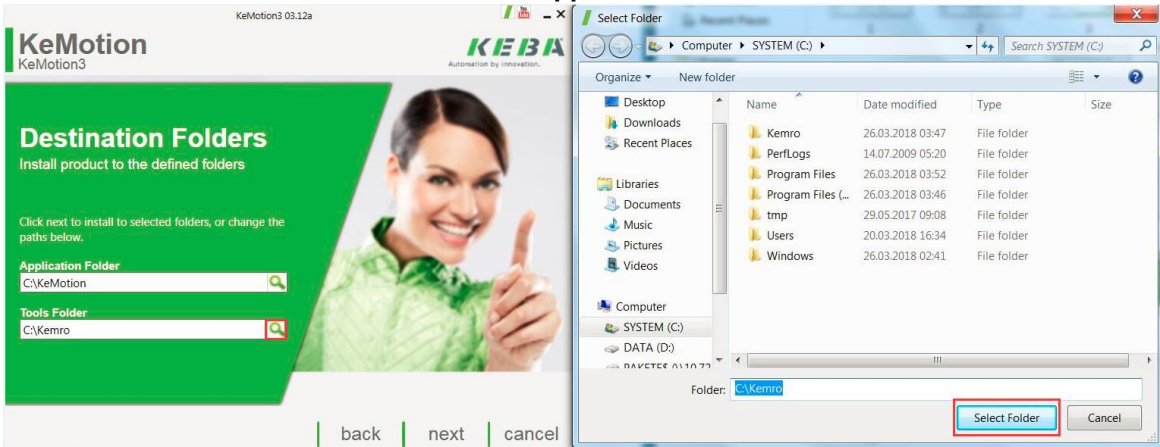 KeMotion3 03.12a
KeMotion
KeMotion3
KEBA
Automation by innovation.
Destination Folders
Install product to the defined folders
Click next to install to selected folders, or change the
paths below.
Application Folder
C:\KeMotion
Tools Folder
C:\Kemro
back next cancel
Select Folder
Computer SYSTEM (C:)
Search SYSTEM (C:)
Organize New folder
Desktop
Downloads
Recent Places
Libraries
Documents
Music
Pictures
Videos
Computer
SYSTEM (C:)
DATA (D:)
Name Date modified Type Size
Kemro 26.03.2018 03:47 File folder
PerfLogs 14.07.2009 05:20 File folder
Program Files 26.03.2018 03:52 File folder
Program Files (... 26.03.2018 03:46 File folder
tmp 29.05.2017 09:08 File folder
Users 20.03.2018 16:34 File folder
Windows 26.03.2018 02:41 File folder
Folder: C:\Kemro
Select Folder Cancel